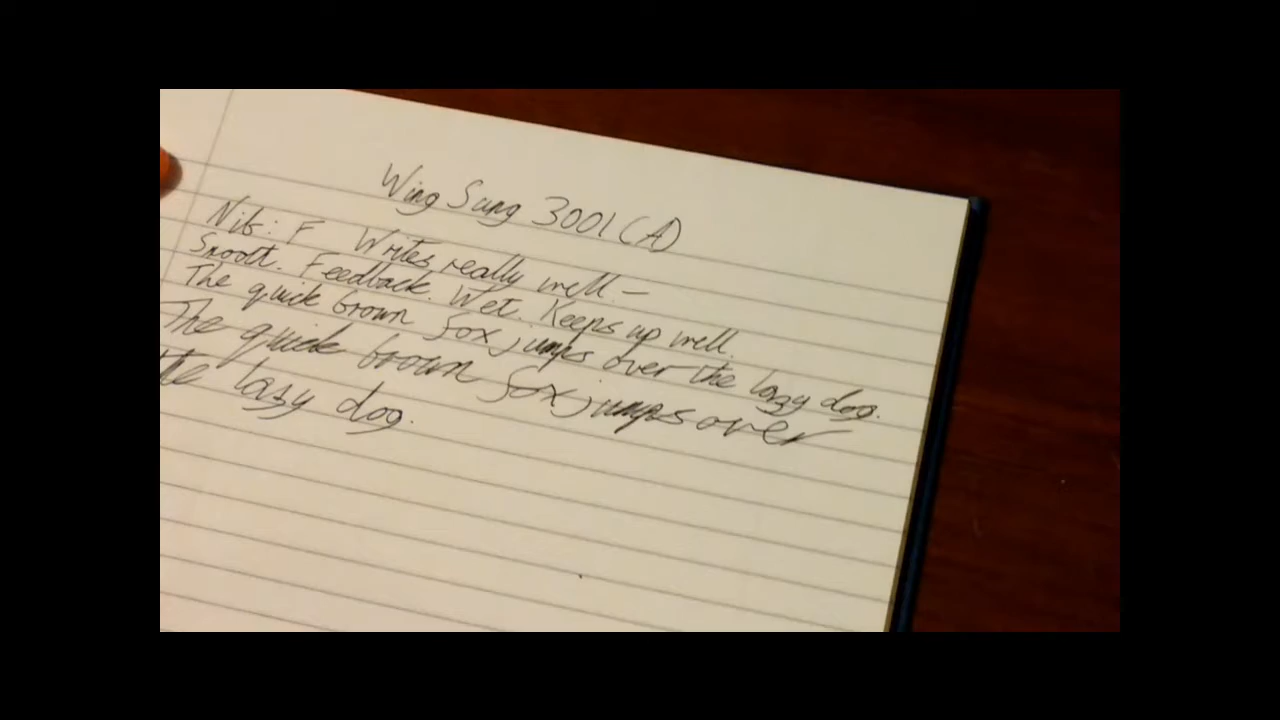 Wing Sung 3001 (A)
Nib: F Writes really well –
Smooth. Feedback. Wet. Keeps up well.
The quick brown fox jumps over the lazy dog.
The quick brown fox jumps over
the lazy dog.